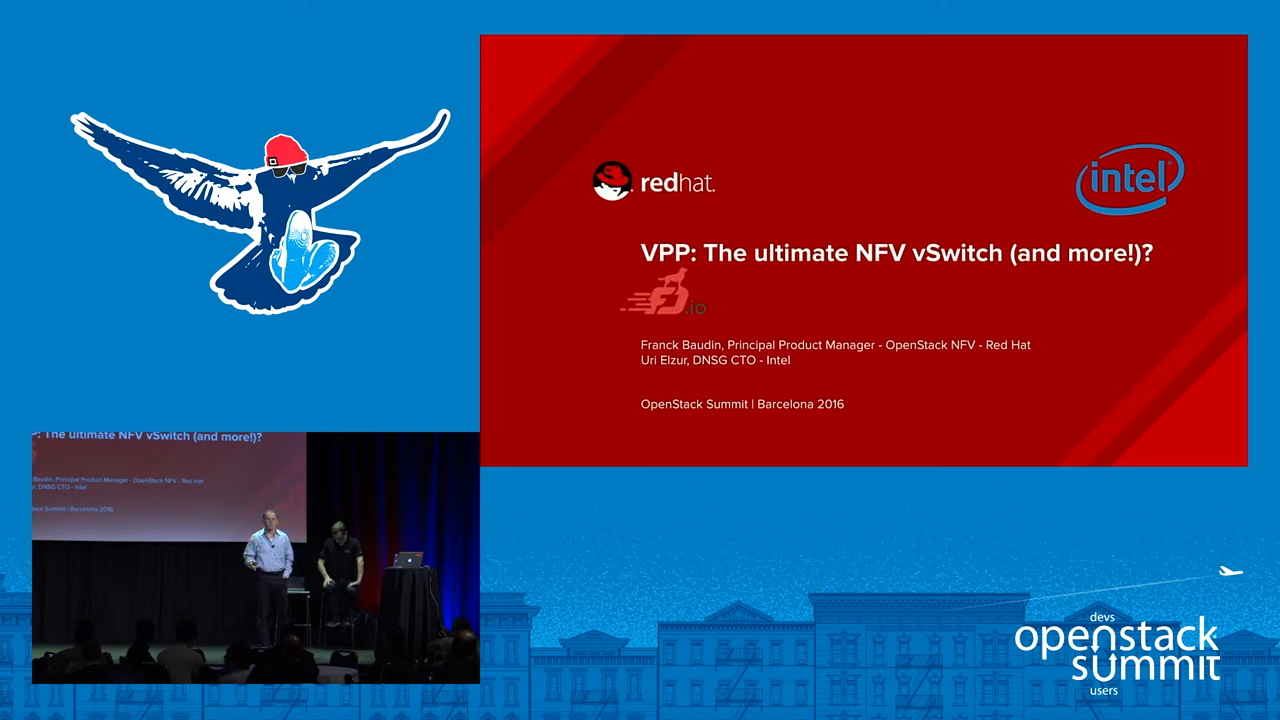 redhat.
intel
VPP: The ultimate NFV vSwitch (and more!)?
.io
Franck Baudin, Principal Product Manager - OpenStack NFV - Red Hat
Uri Elzur, DNSG CTO - Intel
OpenStack Summit | Barcelona 2016
P: The ultimate NFV vSwitch (and more!)?
Baudin, Principal Product Manager - OpenStack NFV - Red Hat
ur, DNSG CTO - Intel
tack Summit | Barcelona 2016
devs
openstack
summit
users